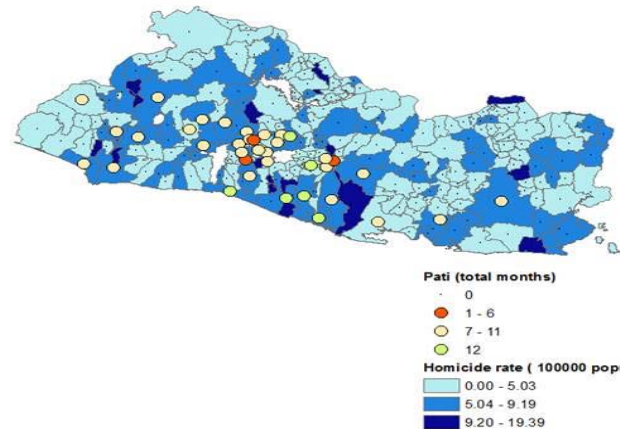 Pati (total months)
0
1 - 6
7 - 11
12
Homicide rate ( 100000 popu
0.00 - 5.03
5.04 - 9.19
9.20 - 19.39